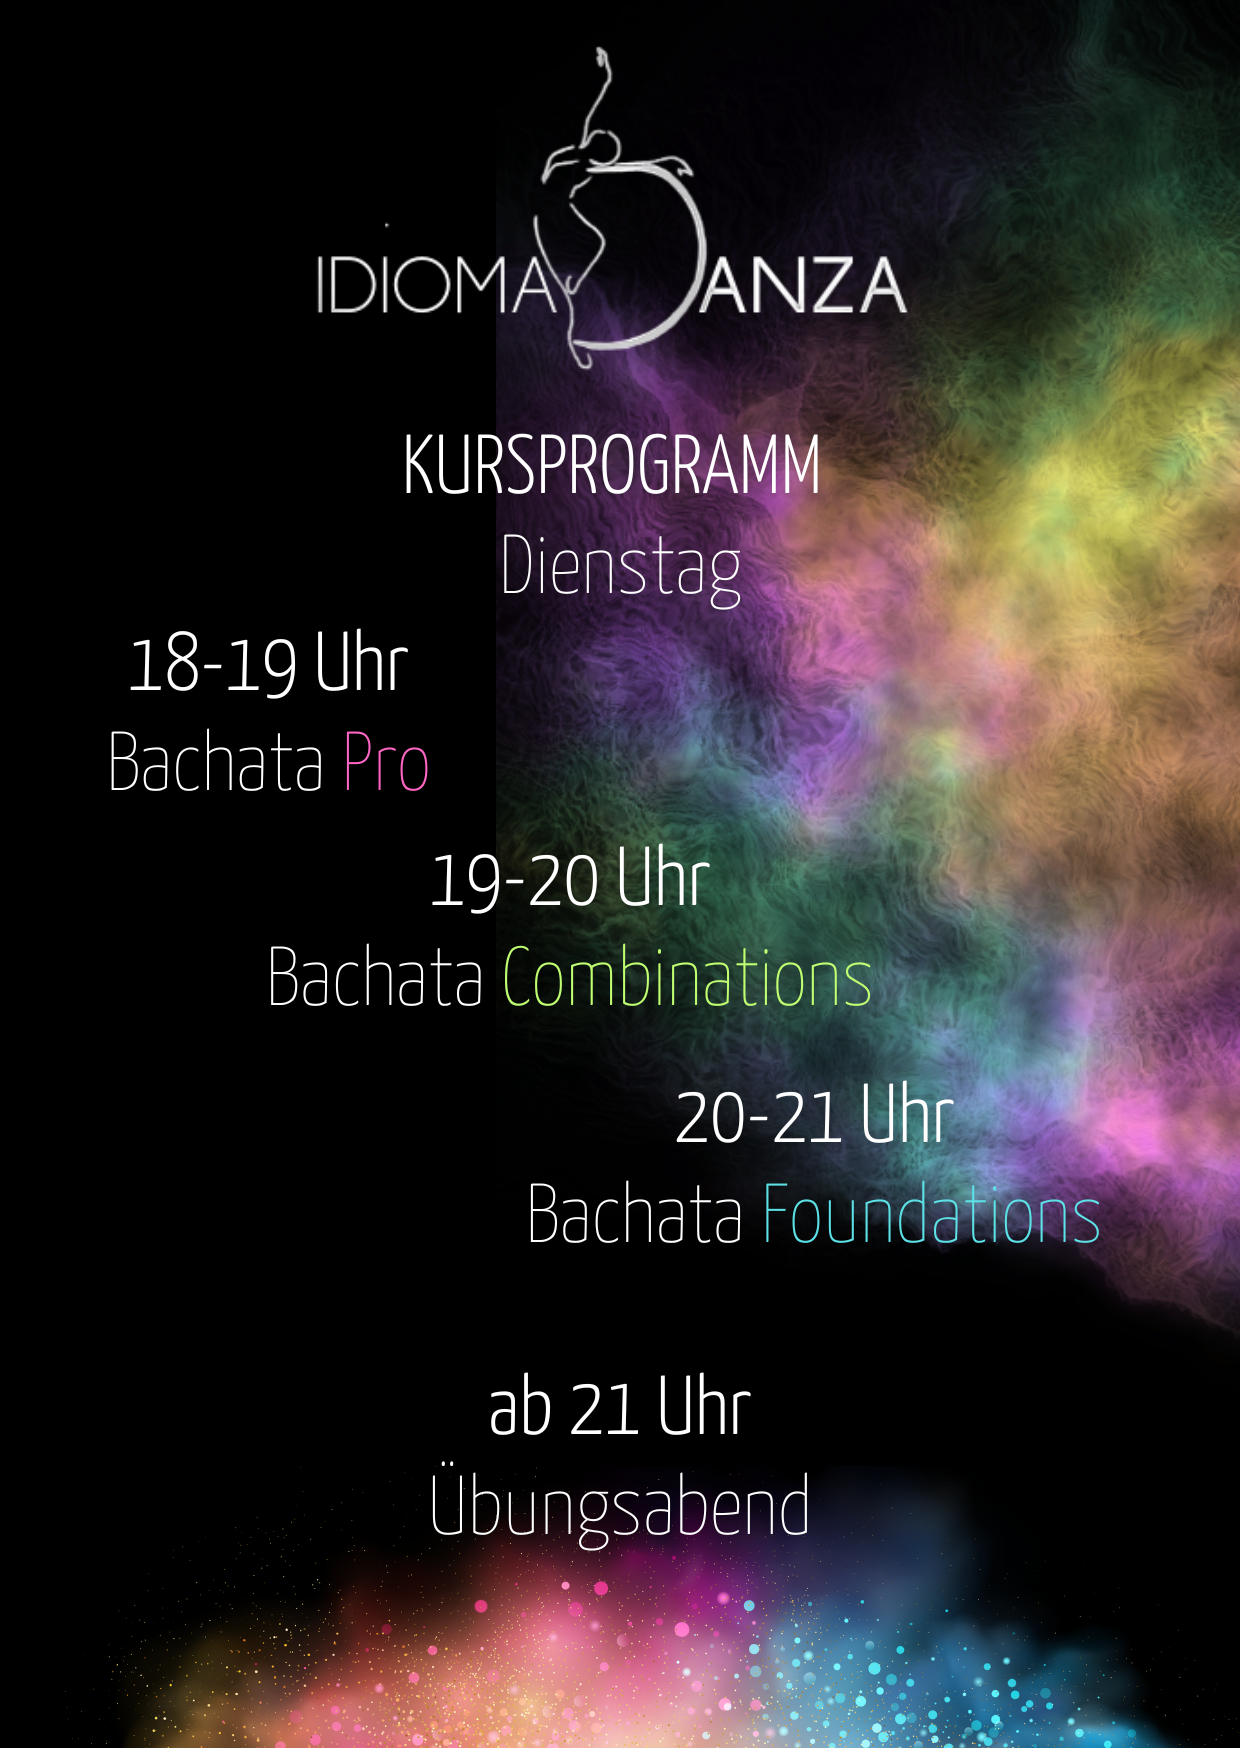 IDIOMA DANZA
KURSPROGRAMM
Dienstag
18-19 Uhr
Bachata Pro
19-20 Uhr
Bachata Combinations
20-21 Uhr
Bachata Foundations
ab 21 Uhr
Übungsabend